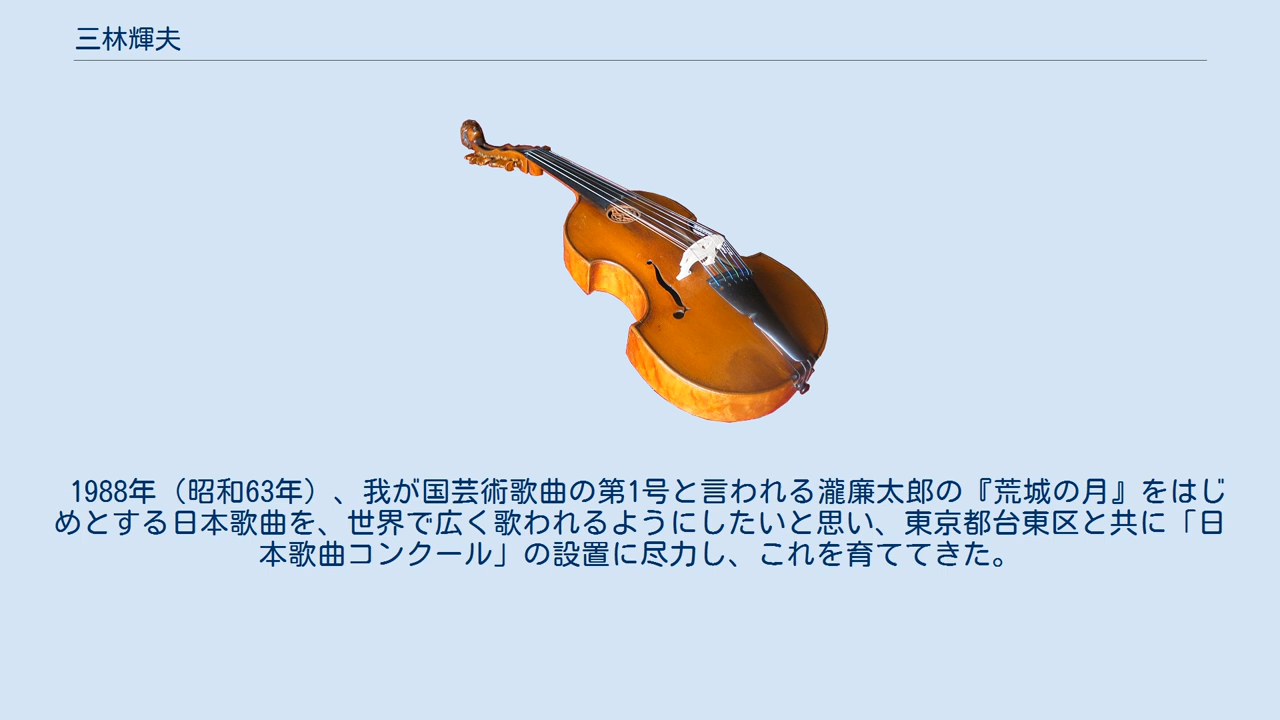 三林輝夫
1988年（昭和63年）、我が国芸術歌曲の第1号と言われる瀧廉太郎の『荒城の月』をはじ
めとする日本歌曲を、世界で広く歌われるようにしたいと思い、東京都台東区と共に「日
本歌曲コンクール」の設置に尽力し、これを育ててきた。